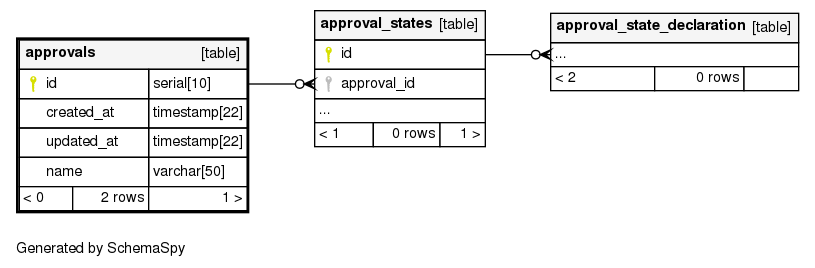 approvals [table]
id serial[10]
created_at timestamp[22]
updated_at timestamp[22]
name varchar[50]
< 0 2 rows 1 >
approval_states [table]
id
approval_id
...
< 1 0 rows 1 >
approval_state_declaration [table]
...
< 2 0 rows
Generated by SchemaSpy